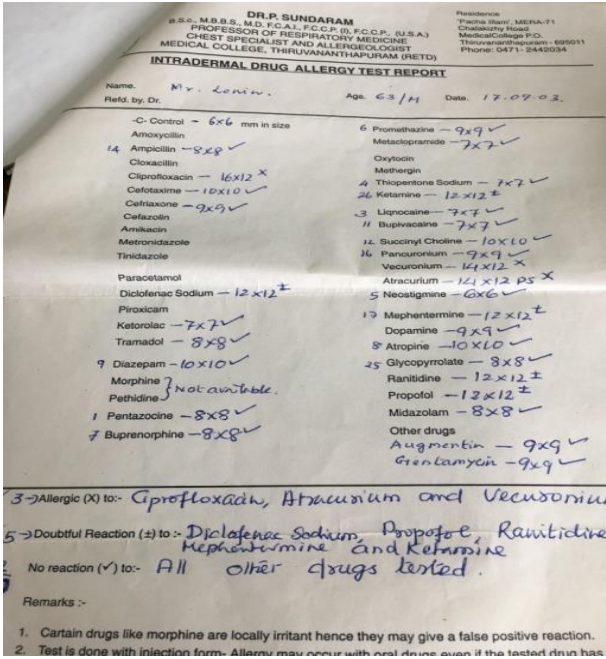 DR.P. SUNDARAM
B.Sc., M.B.B.S., M.D. F.C.A.I., F.C.C.P. (I), F.C.C.P., (U.S.A.)
PROFESSOR OF RESPIRATORY MEDICINE
CHEST SPECIALIST AND ALLERGEOLOGIST
MEDICAL COLLEGE, THIRUVANANTHAPURAM (RETD)
Residence
'Pacha Illam', MERA-71
Chalakizhy Road
MedicalCollege P.O.
Thiruvananthapuram - 695011
Phone: 0471- 2442034
INTRADERMAL DRUG ALLERGY TEST REPORT
Name. Mr. Lenin. Age. 63/M Date. 17.09.03.
Refd. by Dr.
-C- Control - 6x6 mm in size
Amoxycillin
14 Ampicillin - 8x8 ✓
Cloxacillin
Cliprofloxacin - 16x12 X
Cefotaxime - 10x10 ✓
Cefriaxone - 9x9 ✓
Cefazolin
Amikacin
Metronidazole
Tinidazole
Paracetamol
Diclofenac Sodium - 12x12 ±
Piroxicam
Ketorolac - 7x7 ✓
Tramadol - 8x8 ✓
9 Diazepam - 10x10 ✓
Morphine } Not available.
Pethidine
1 Pentazocine - 8x8 ✓
7 Buprenorphine - 8x8 ✓
6 Promethazine - 9x9 ✓
Metaclopramide - 7x7 ✓
Oxytocin
Methergin
4 Thiopentone Sodium - 7x7 ✓
26 Ketamine - 12x12 ±
3 Liqnocaine - 7x7 ✓
11 Bupivacaine - 7x7 ✓
12 Succinyl Choline - 10x10 ✓
16 Pancuronium - 9x9 ✓
Vecuronium - 14x12 X
Atracurium - 14x12 PS X
5 Neostigmine - 6x6 ✓
17 Mephentermine - 12x12 ±
Dopamine - 9x9 ✓
8 Atropine - 10x10 ✓
25 Glycopyrrolate - 8x8 ✓
Ranitidine - 12x12 ±
Propofol - 12x12 ±
Midazolam - 8x8 ✓
Other drugs
Augmentin - 9x9 ✓
Gentamycin - 9x9 ✓
3→Allergic (X) to:- Ciprofloxacin, Atracurium and Vecuronium
5→Doubtful Reaction (±) to :- Diclofenac Sodium, Propofol, Ranitidine
Mephentermine and Ketamine
No reaction (✓) to:- All other drugs tested.
Remarks :-
1. Cartain drugs like morphine are locally irritant hence they may give a false positive reaction.
2. Test is done with injection form- Allergy may occur with oral drugs even if the tested drug has